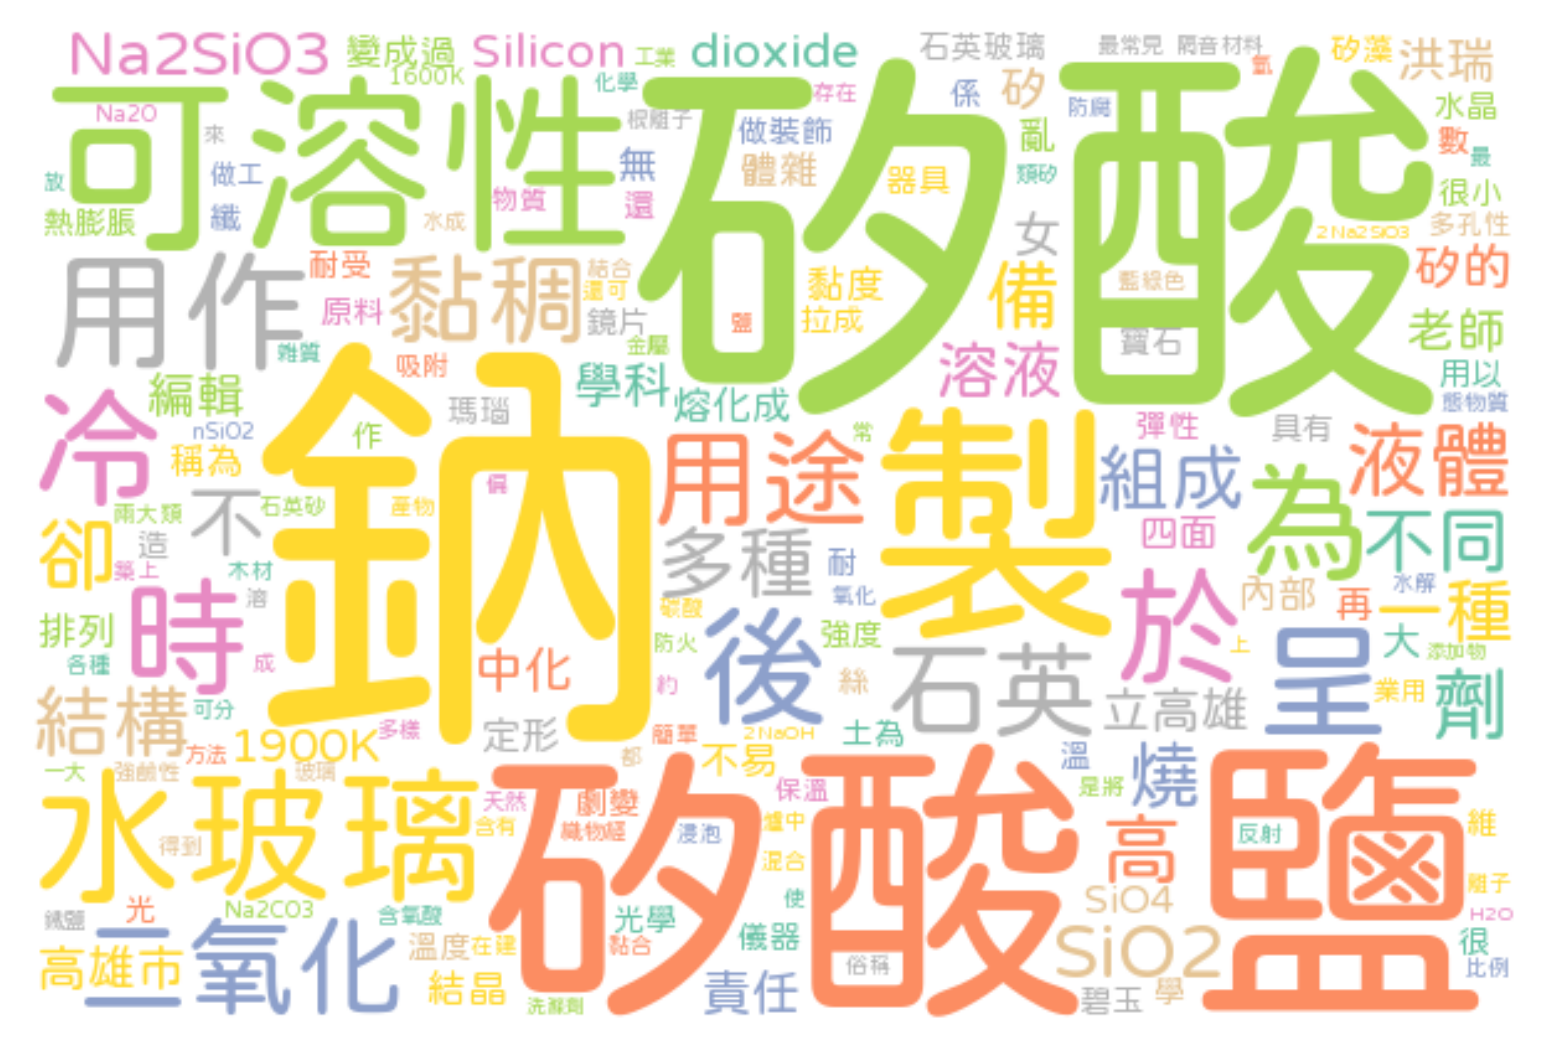 Na2SiO3 變成過 Silicon 工業 dioxide 石英玻璃 最常見 隔音材料 矽藻 洪瑞
1600K 化學 氫
Na2O 可溶性 矽酸 存在 係 矽 防腐 水晶
來 根離子 做裝飾 亂 數
放 做工 無 體雜 器具 類矽 最 很小
熱膨脹 纖 物質 還 水成 女 2Na2SiO3 多孔性
用作 耐受 黏稠 結合 黏度 備 藍綠色 矽的
原料 還可 鏡片 鹽 拉成 寶石 老師
雜質 吸附 金屬 溶液
冷 編輯 學科 熔化成 用以
nSiO2 瑪瑙 態物質
稱為 作 鈉 用途 常 製 彈性 具有 液體
兩大類 石英砂 產物 組成 為
卻 造 不 多種 耐 四面 不同
築上 木材 溶 碳酸 氧化 於 內部 再 水解 一種
排列 時 防火 後 強度 大 添加物
各種 成 中化 約 絲 石英 上 呈
結構 可分 多樣 定形 簡單 2NaOH 土為 立高雄 業用 劑
方法 1900K 都 不易 溫
一大 強鹼性 玻璃 保溫 是將 燒
水玻璃 天然 劇變 矽酸 鹽
得到 含有 織物經 浸泡 爐中 高 反射 維
混合
鐵鹽 光 Na2CO3 含氧酸 光學 使 SiO4 離子
H2O
高雄市 二氧化 溫度 在建 黏合 儀器 俗稱 SiO2 很
結晶 責任 碧玉 學 比例
洗滌劑